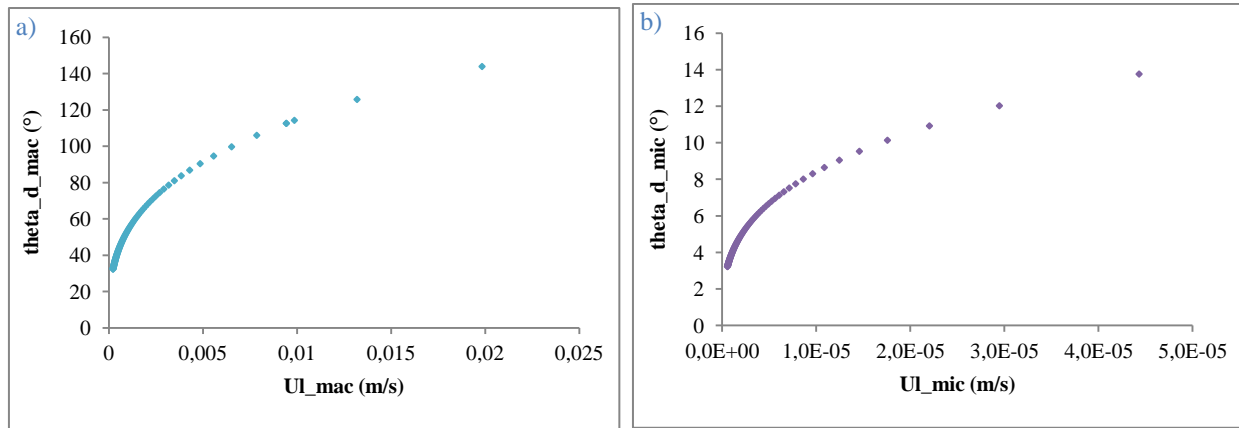 a)
160
140
120
100
80
60
40
20
0
theta_d_mac (°)
0 0,005 0,01 0,015 0,02 0,025
Ul_mac (m/s)
b)
16
14
12
10
8
6
4
2
0
theta_d_mic (°)
0,0E+00 1,0E-05 2,0E-05 3,0E-05 4,0E-05 5,0E-05
Ul_mic (m/s)